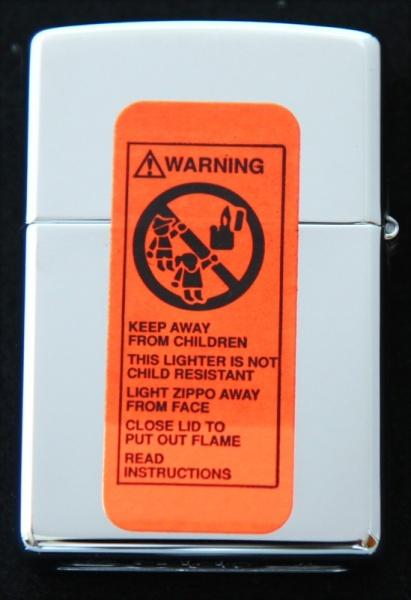 WARNING
KEEP AWAY
FROM CHILDREN
THIS LIGHTER IS NOT
CHILD RESISTANT
LIGHT ZIPPO AWAY
FROM FACE
CLOSE LID TO
PUT OUT FLAME
READ
INSTRUCTIONS